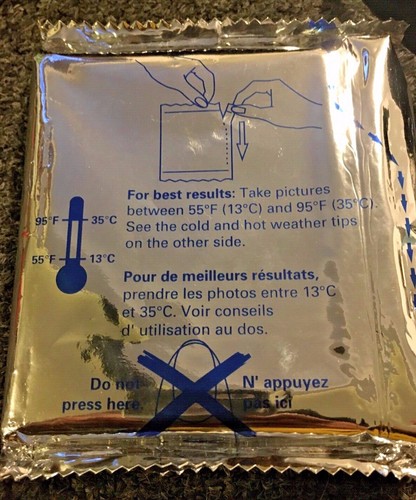 For best results: Take pictures
between 55°F (13°C) and 95°F (35°C).
See the cold and hot weather tips
on the other side.
95°F 35°C
55°F 13°C
Pour de meilleurs résultats,
prendre les photos entre 13°C
et 35°C. Voir conseils
d' utilisation au dos.
Do not
press here.
N' appuyez
pas ici